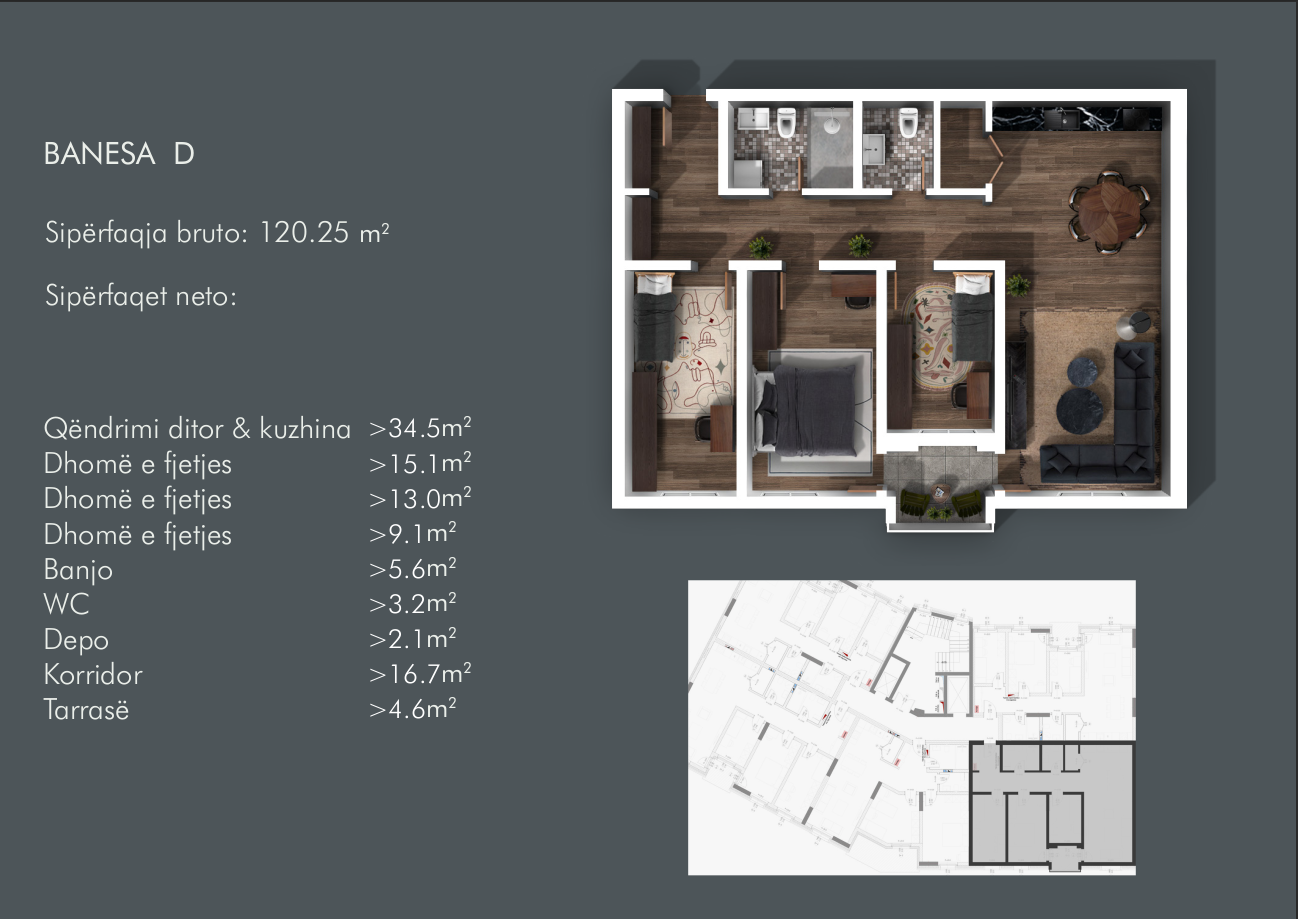 BANESA D
Sipërfaqja bruto: 120.25 m²
Sipërfaqet neto:
Qëndrimi ditor & kuzhina >34.5m²
Dhomë e fjetjes >15.1m²
Dhomë e fjetjes >13.0m²
Dhomë e fjetjes >9.1m²
Banjo >5.6m²
WC >3.2m²
Depo >2.1m²
Korridor >16.7m²
Tarrasë >4.6m²